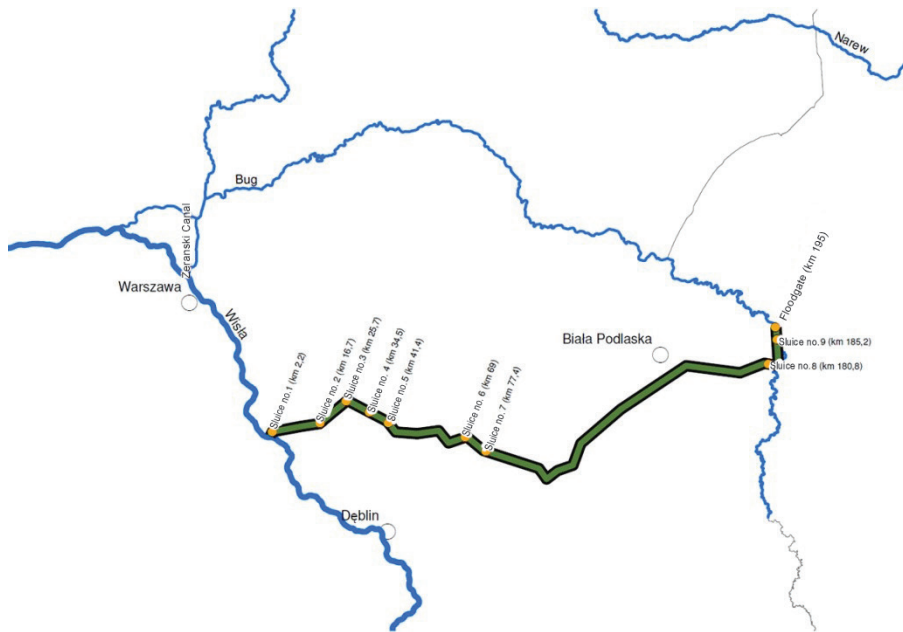 Narew
Bug
Zeranski Canal
Warszawa
Wisła
Floodgate (km 195)
Sluice no. 9 (km 185,2)
Biała Podlaska
Sluice no. 8 (km 180,8)
Sluice no.1 (km 2,2)
Sluice no. 2 (km 16,7)
Sluice no.3 (km 25,7)
Sluice no. 4 (km 34,5)
Sluice no. 5 (km 41,4)
Sluice no. 6 (km 69)
Sluice no. 7 (km 77,4)
Dęblin